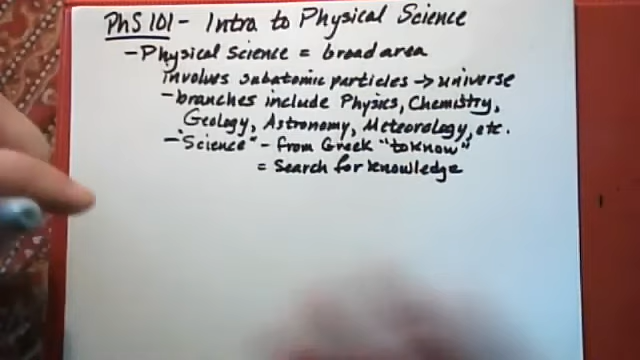 PhS 101 - Intro to Physical Science
- Physical Science = broad area
involves subatomic particles → universe
- branches include Physics, Chemistry,
Geology, Astronomy, Meteorology, etc.
- "Science" - from Greek "to know"
= Search for knowledge